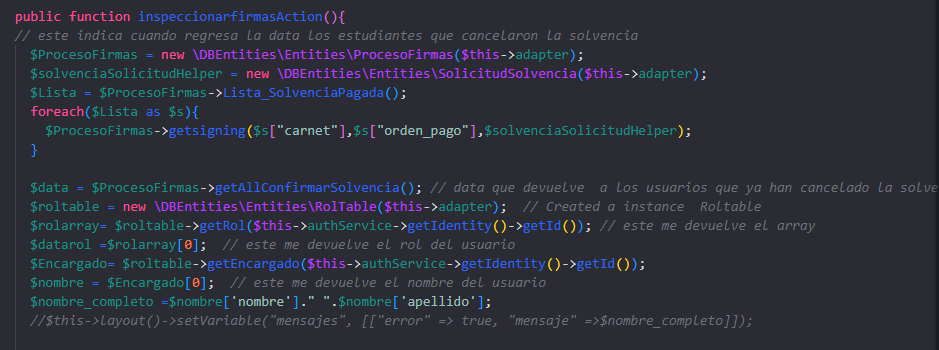 public function inspeccionarfirmasAction(){
// este indica cuando regresa la data los estudiantes que cancelaron la solvencia
$ProcesoFirmas = new \DBEntities\Entities\ProcesoFirmas($this->adapter);
$solvenciaSolicitudHelper = new \DBEntities\Entities\SolicitudSolvencia($this->adapter);
$Lista = $ProcesoFirmas->Lista_SolvenciaPagada();
foreach($Lista as $s){
$ProcesoFirmas->getsigning($s["carnet"],$s["orden_pago"],$solvenciaSolicitudHelper);
}
$data = $ProcesoFirmas->getAllConfirmarSolvencia(); // data que devuelve  a los usuarios que ya han cancelado la solve
$roltable = new \DBEntities\Entities\RolTable($this->adapter);  // Created a instance  Roltable
$rolarray= $roltable->getRol($this->authService->getIdentity()->getId()); // este me devuelve el array
$datarol =$rolarray[0];  // este me devuelve el rol del usuario
$Encargado= $roltable->getEncargado($this->authService->getIdentity()->getId());
$nombre = $Encargado[0];  // este me devuelve el nombre del usuario
$nombre_completo =$nombre['nombre']." ".$nombre['apellido'];
//$this->layout()->setVariable("mensajes", [["error" => true, "mensaje" =>$nombre_completo]]);